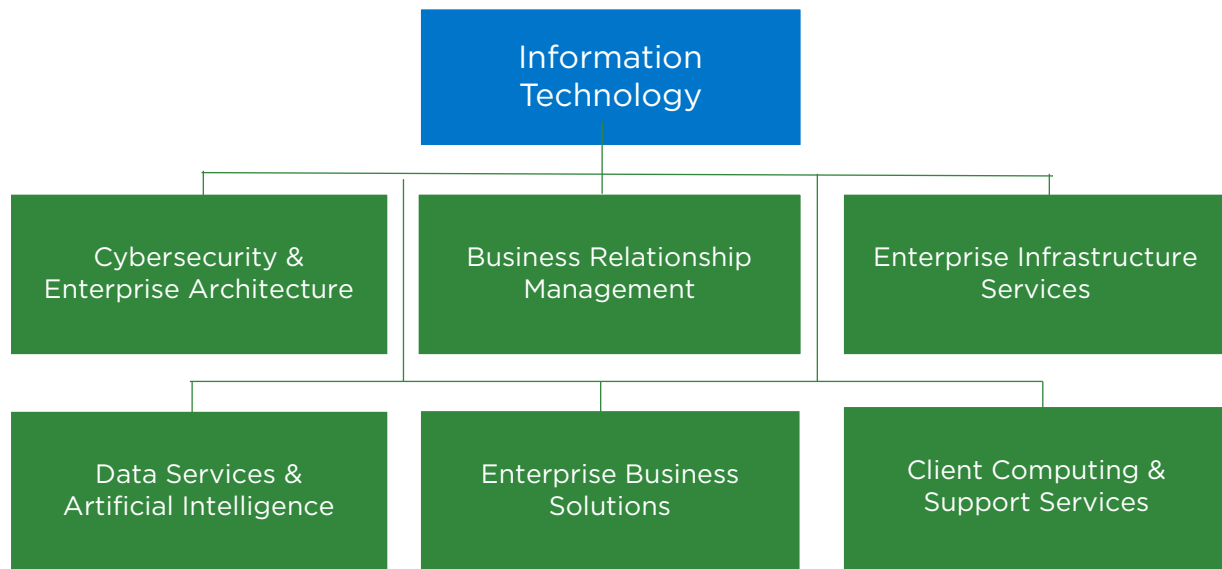 Information
Technology
Cybersecurity &
Enterprise Architecture
Business Relationship
Management
Enterprise Infrastructure
Services
Data Services &
Artificial Intelligence
Enterprise Business
Solutions
Client Computing &
Support Services